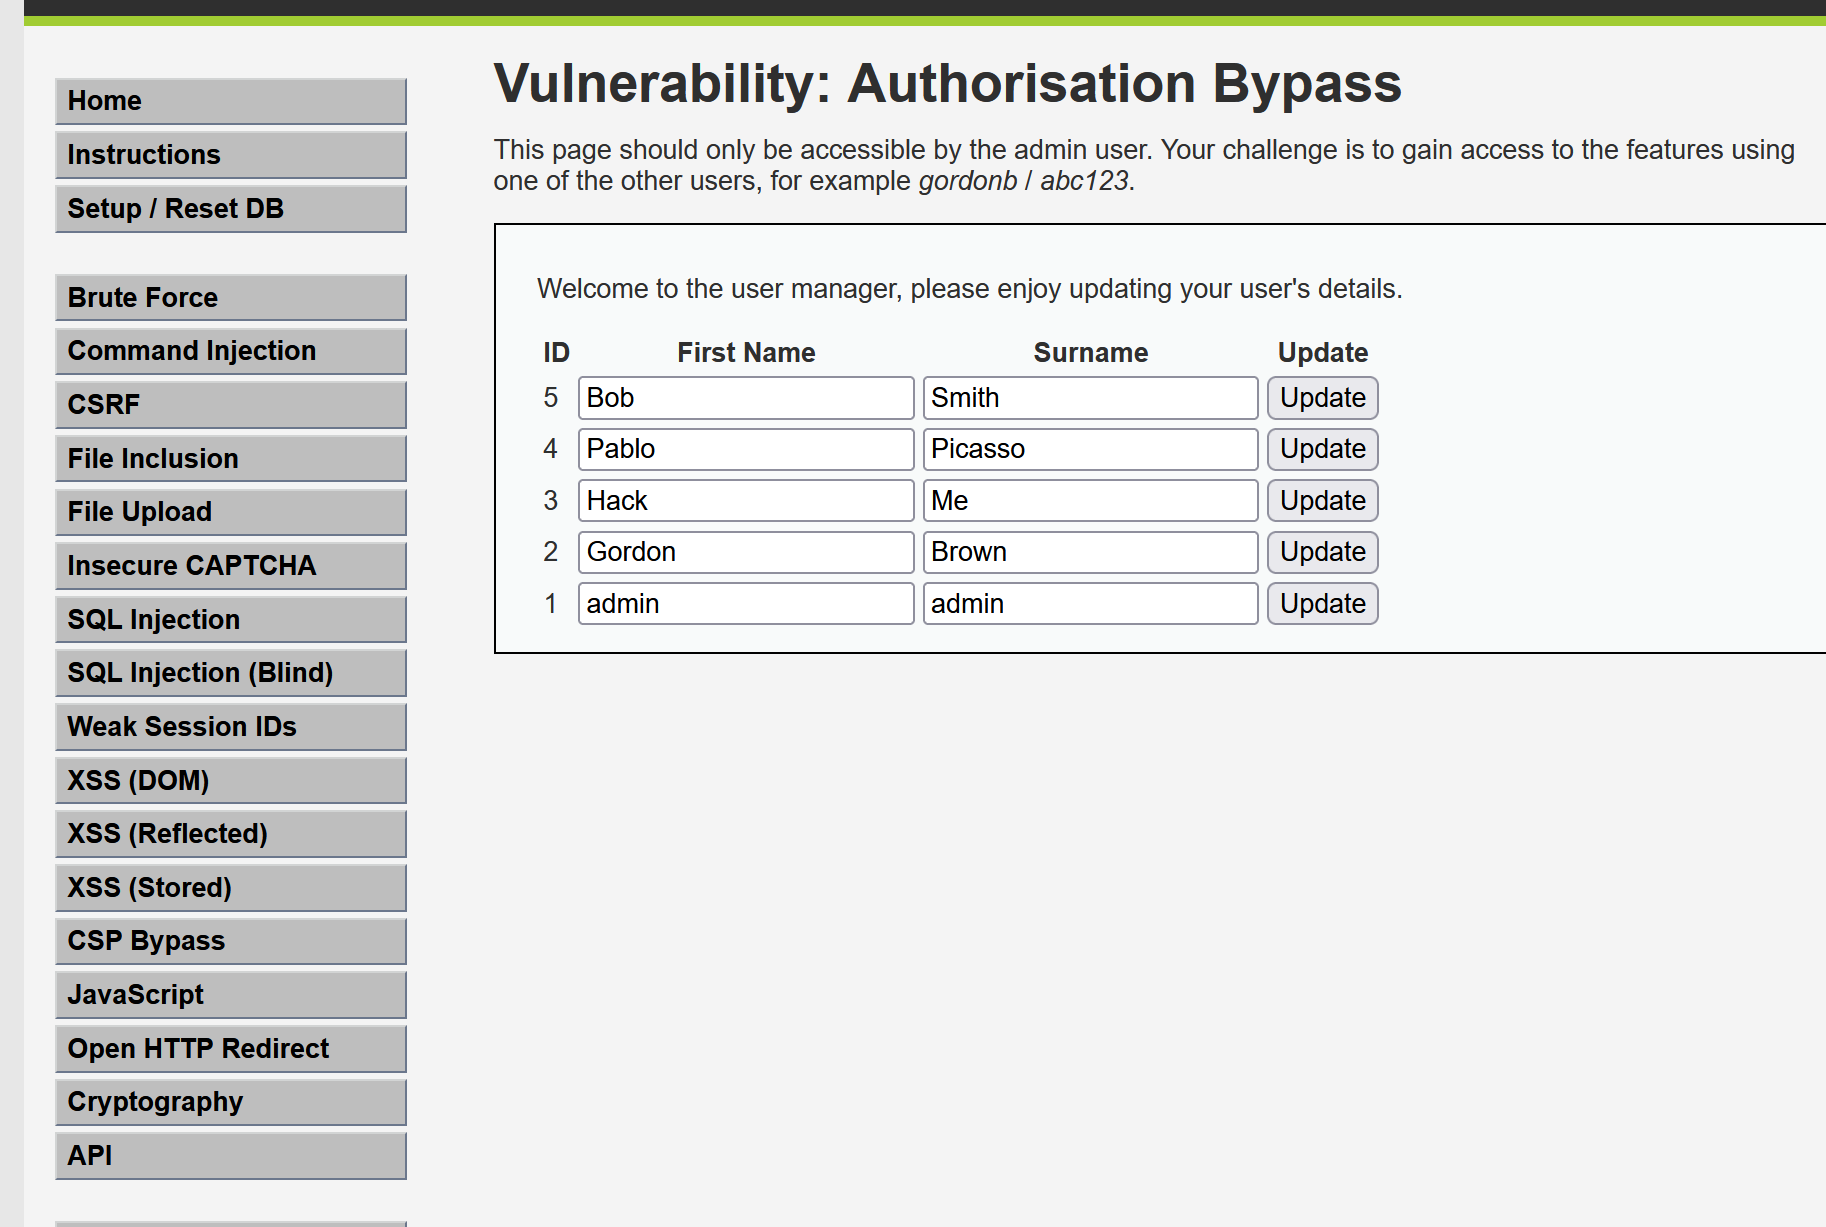 Home
Instructions
Setup / Reset DB
Brute Force
Command Injection
CSRF
File Inclusion
File Upload
Insecure CAPTCHA
SQL Injection
SQL Injection (Blind)
Weak Session IDs
XSS (DOM)
XSS (Reflected)
XSS (Stored)
CSP Bypass
JavaScript
Open HTTP Redirect
Cryptography
API
Vulnerability: Authorisation Bypass
This page should only be accessible by the admin user. Your challenge is to gain access to the features using
one of the other users, for example gordonb / abc123.
Welcome to the user manager, please enjoy updating your user's details.
ID First Name Surname Update
5 Bob Smith Update
4 Pablo Picasso Update
3 Hack Me Update
2 Gordon Brown Update
1 admin admin Update